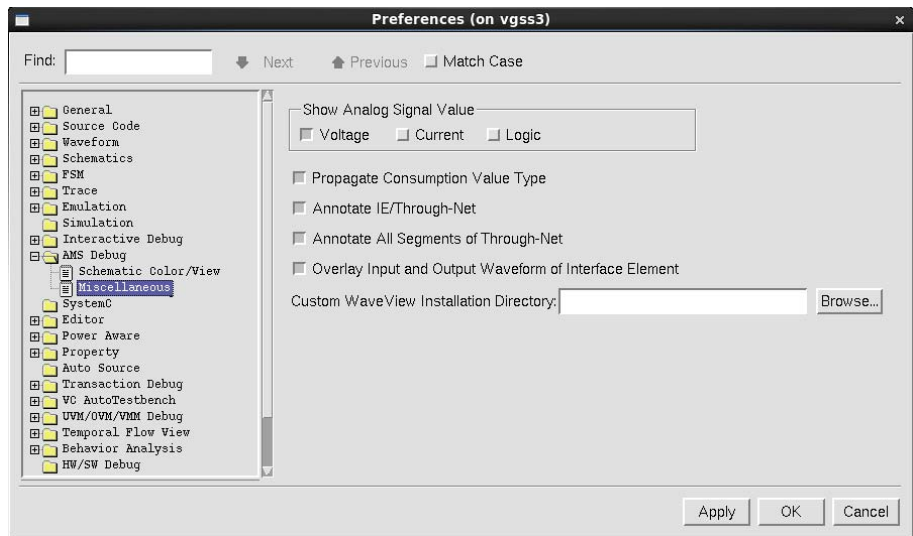 Preferences (on vgss3)
×
Find:
Next
Previous
Match Case
General
Source Code
Waveform
Schematics
FSM
Trace
Emulation
Simulation
Interactive Debug
AMS Debug
Schematic Color/View
Miscellaneous
SystemC
Editor
Power Aware
Property
Auto Source
Transaction Debug
VC AutoTestbench
UVM/OVM/VMM Debug
Temporal Flow View
Behavior Analysis
HW/SW Debug
Show Analog Signal Value
Voltage Current Logic
Propagate Consumption Value Type
Annotate IE/Through-Net
Annotate All Segments of Through-Net
Overlay Input and Output Waveform of Interface Element
Custom WaveView Installation Directory: Browse...
Apply OK Cancel